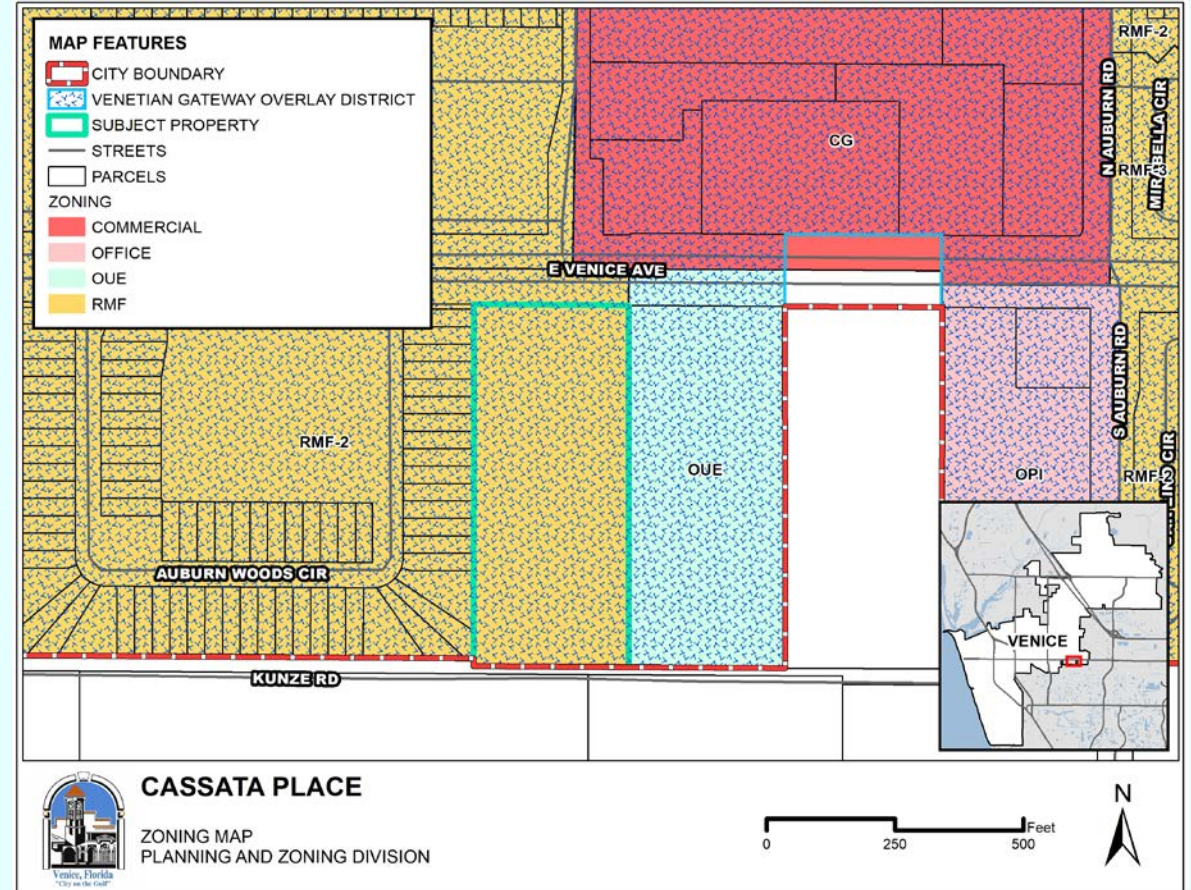 MAP FEATURES
CITY BOUNDARY
VENETIAN GATEWAY OVERLAY DISTRICT
SUBJECT PROPERTY
STREETS
PARCELS
ZONING
COMMERCIAL
OFFICE
OUE
RMF
RMF-2
N AUBURN RD
MIRABELLA CIR
CG
E VENICE AVE
S AUBURN RD
RMF-2
OUE
OPI
AUBURN WOODS CIR
KUNZE RD
VENICE
CASSATA PLACE
ZONING MAP
PLANNING AND ZONING DIVISION
Venice, Florida
"City on the Gulf"
0 250 500
Feet
N